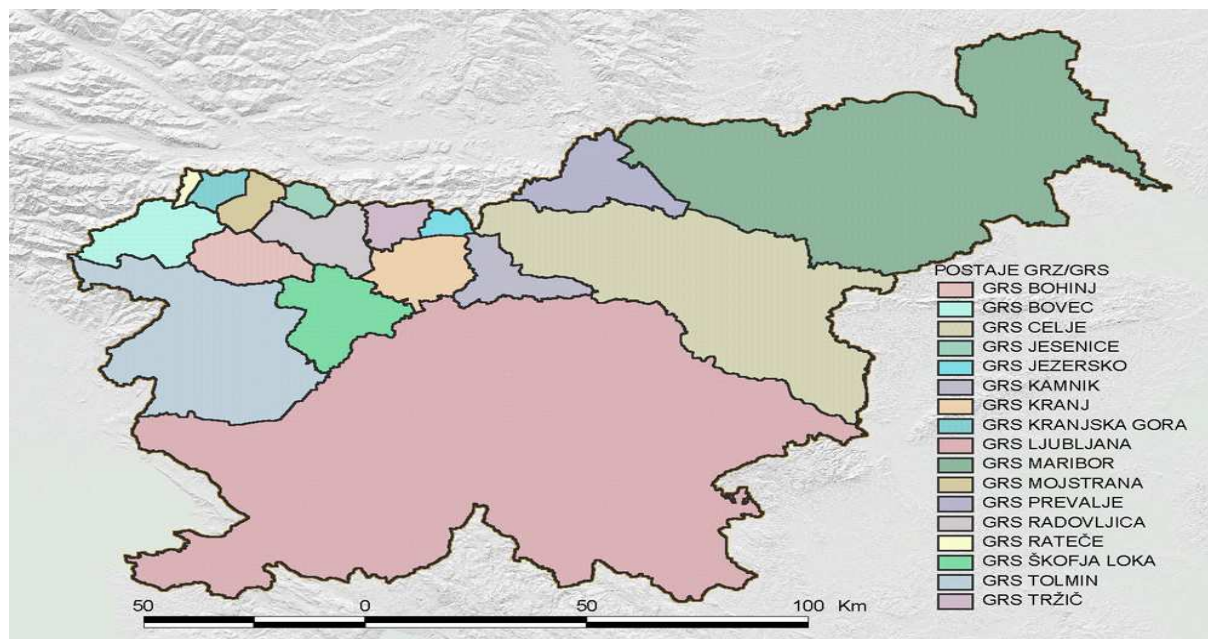 POSTAJE GRZ/GRS
GRS BOHINJ
GRS BOVEC
GRS CELJE
GRS JESENICE
GRS JEZERSKO
GRS KAMNIK
GRS KRANJ
GRS KRANJSKA GORA
GRS LJUBLJANA
GRS MARIBOR
GRS MOJSTRANA
GRS PREVALJE
GRS RADOVLJICA
GRS RATEČE
GRS ŠKOFJA LOKA
GRS TOLMIN
GRS TRŽIČ
50 0 50 100 Km